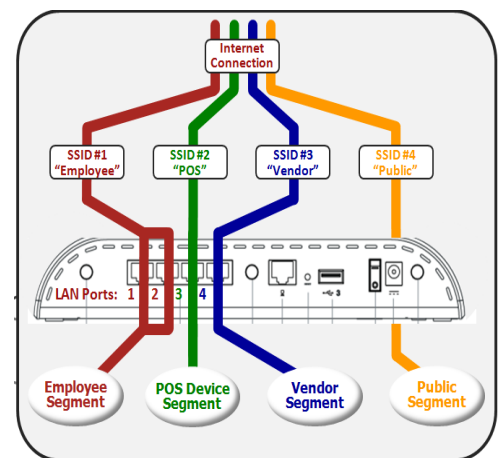 Internet
Connection
SSID #1
“Employee”
SSID #2
“POS”
SSID #3
“Vendor”
SSID #4
“Public”
LAN Ports: 1 2 3 4
3
Employee
Segment
POS Device
Segment
Vendor
Segment
Public
Segment